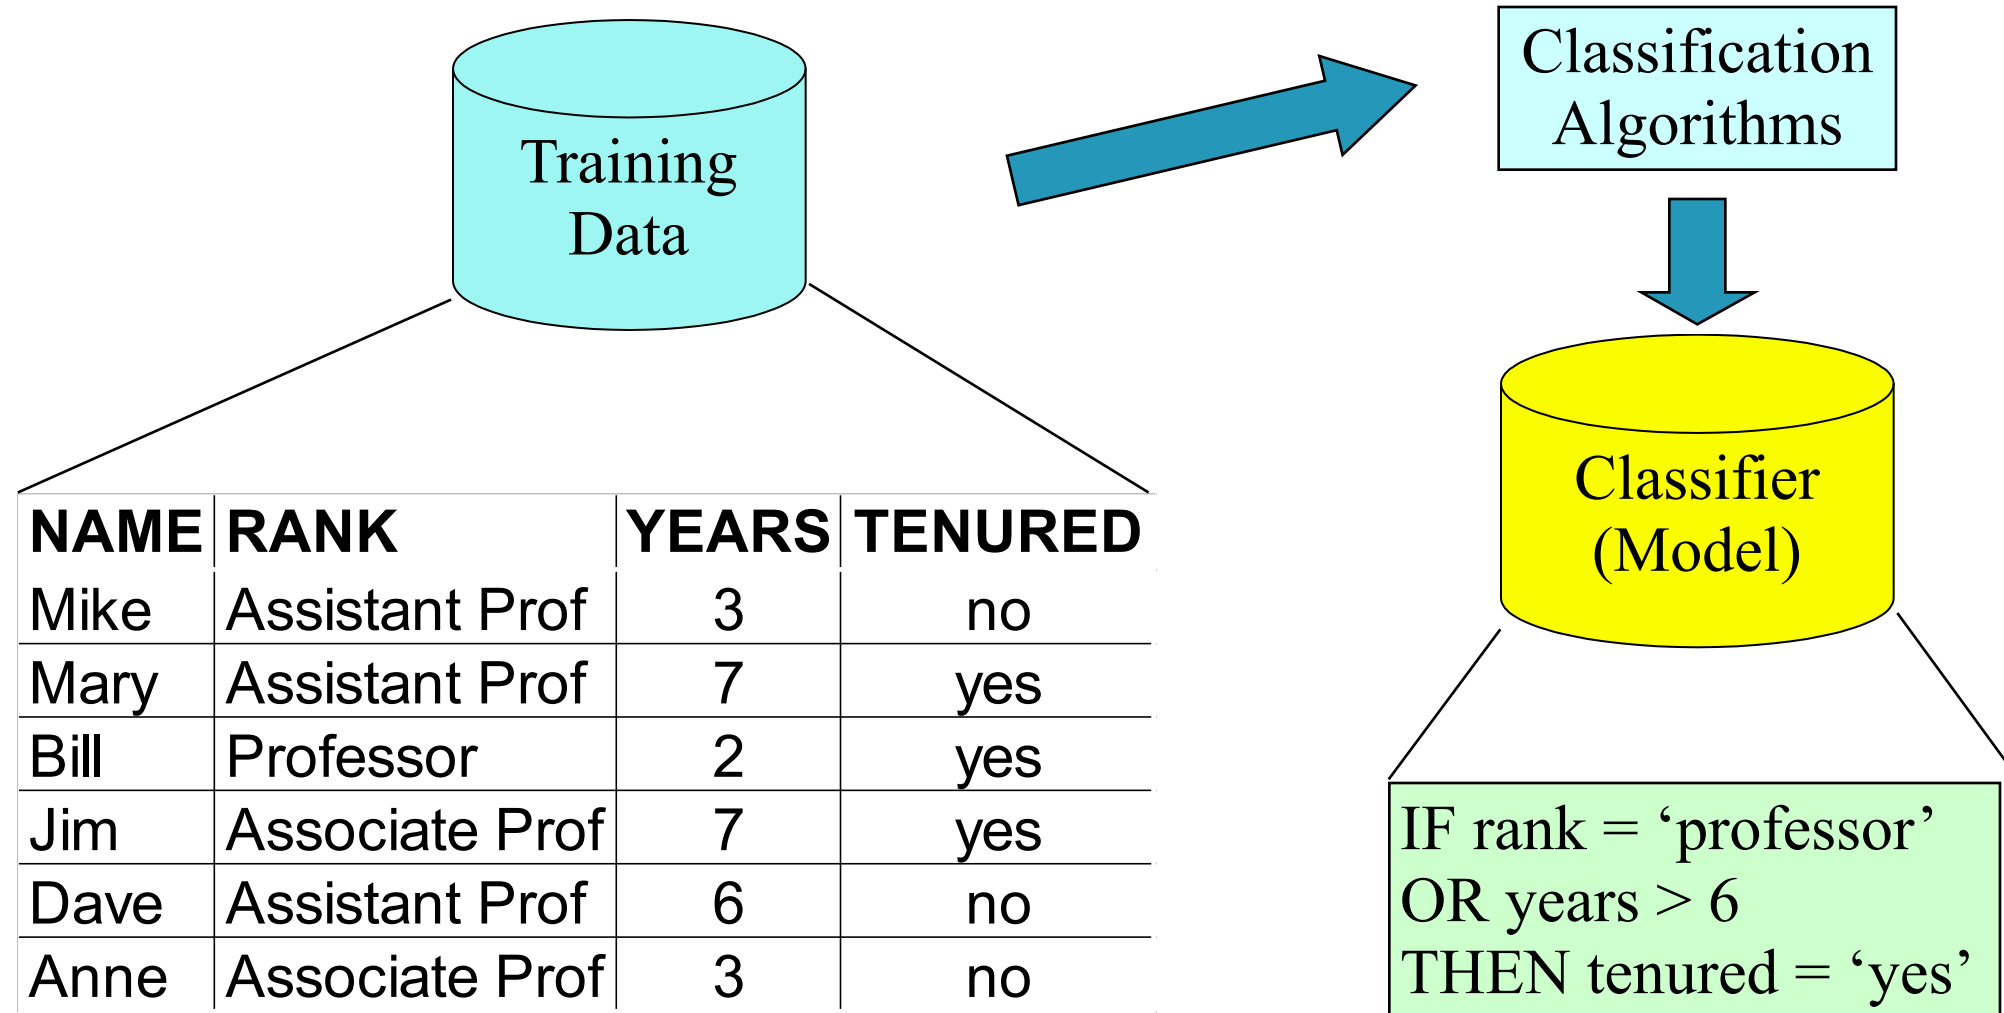 Training
Data
Classification
Algorithms
Classifier
(Model)
NAME RANK YEARS TENURED
Mike Assistant Prof 3 no
Mary Assistant Prof 7 yes
Bill Professor 2 yes
Jim Associate Prof 7 yes
Dave Assistant Prof 6 no
Anne Associate Prof 3 no
IF rank = ‘professor’
OR years > 6
THEN tenured = ‘yes’